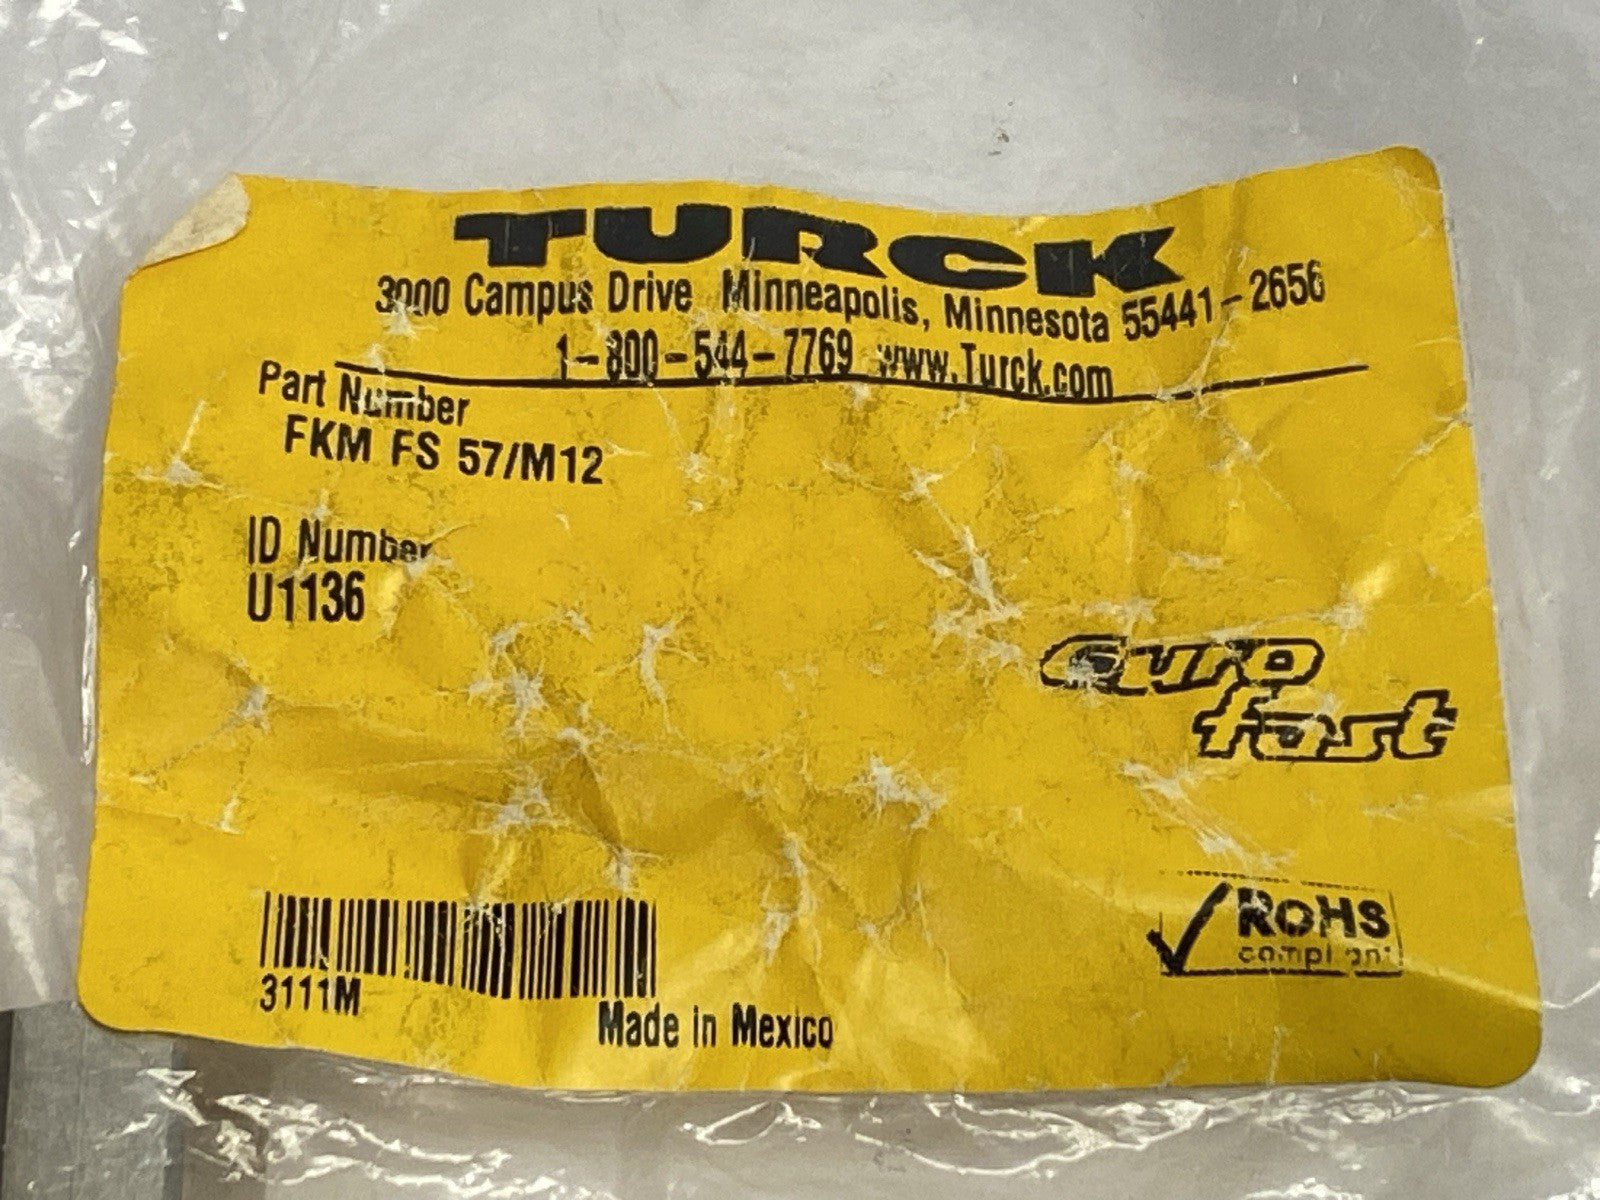 TURCK
3000 Campus Drive Minneapolis, Minnesota 55441-2656
1-800-544-7769 www.Turck.com
Part Number
FKM FS 57/M12
ID Number
U1136
euro
fast
ROHS
compliant
3111M
Made in Mexico